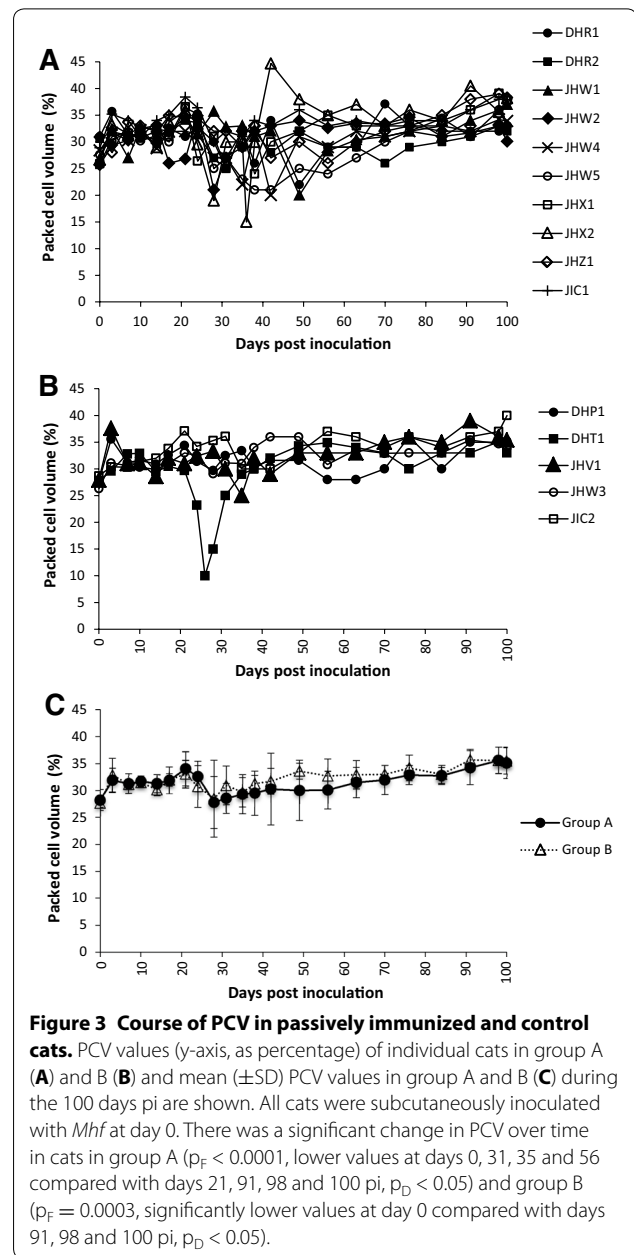 A
Packed cell volume (%)
50
45
40
35
30
25
20
15
10
5
0
0 10 20 30 40 50 60 70 80 90 100
Days post inoculation
DHR1
DHR2
JHW1
JHW2
JHW4
JHW5
JHX1
JHX2
JHZ1
JIC1
B
Packed cell volume (%)
45
40
35
30
25
20
15
10
5
0
0 10 20 30 40 50 60 70 80 90 100
Days post inoculation
DHP1
DHT1
JHV1
JHW3
JIC2
C
Packed cell volume (%)
45
40
35
30
25
20
15
10
5
0
0 10 20 30 40 50 60 70 80 90 100
Days post inoculation
Group A
Group B
Figure 3 Course of PCV in passively immunized and control
cats. PCV values (y-axis, as percentage) of individual cats in group A
(A) and B (B) and mean (±SD) PCV values in group A and B (C) during
the 100 days pi are shown. All cats were subcutaneously inoculated
with Mhf at day 0. There was a significant change in PCV over time
in cats in group A (pF < 0.0001, lower values at days 0, 31, 35 and 56
compared with days 21, 91, 98 and 100 pi, pD < 0.05) and group B
(pF = 0.0003, significantly lower values at day 0 compared with days
91, 98 and 100 pi, pD < 0.05).